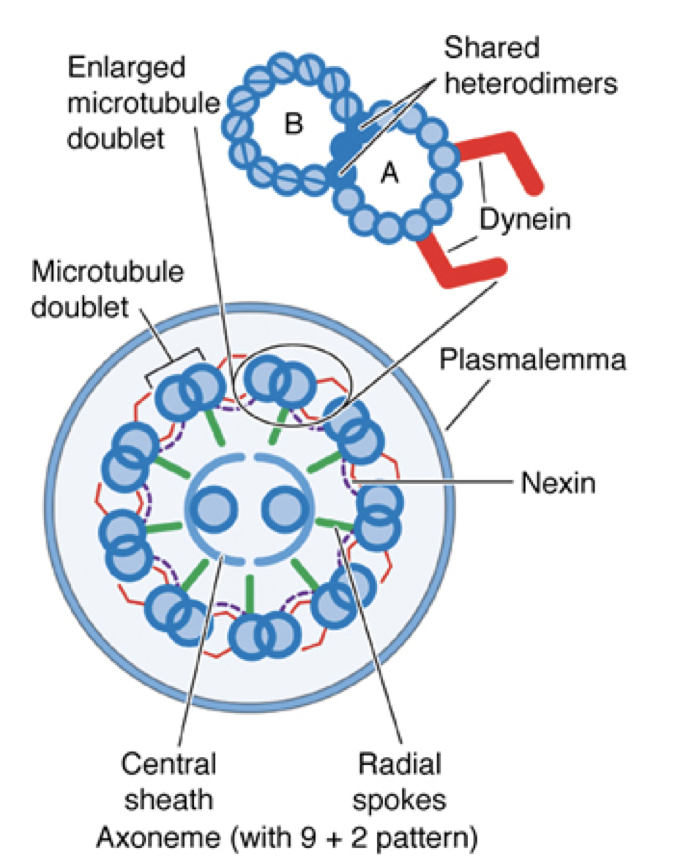 Shared
heterodimers
Enlarged
microtubule
doublet
B
A
Dynein
Microtubule
doublet
Plasmalemma
Nexin
Central
sheath
Radial
spokes
Axoneme (with 9 + 2 pattern)